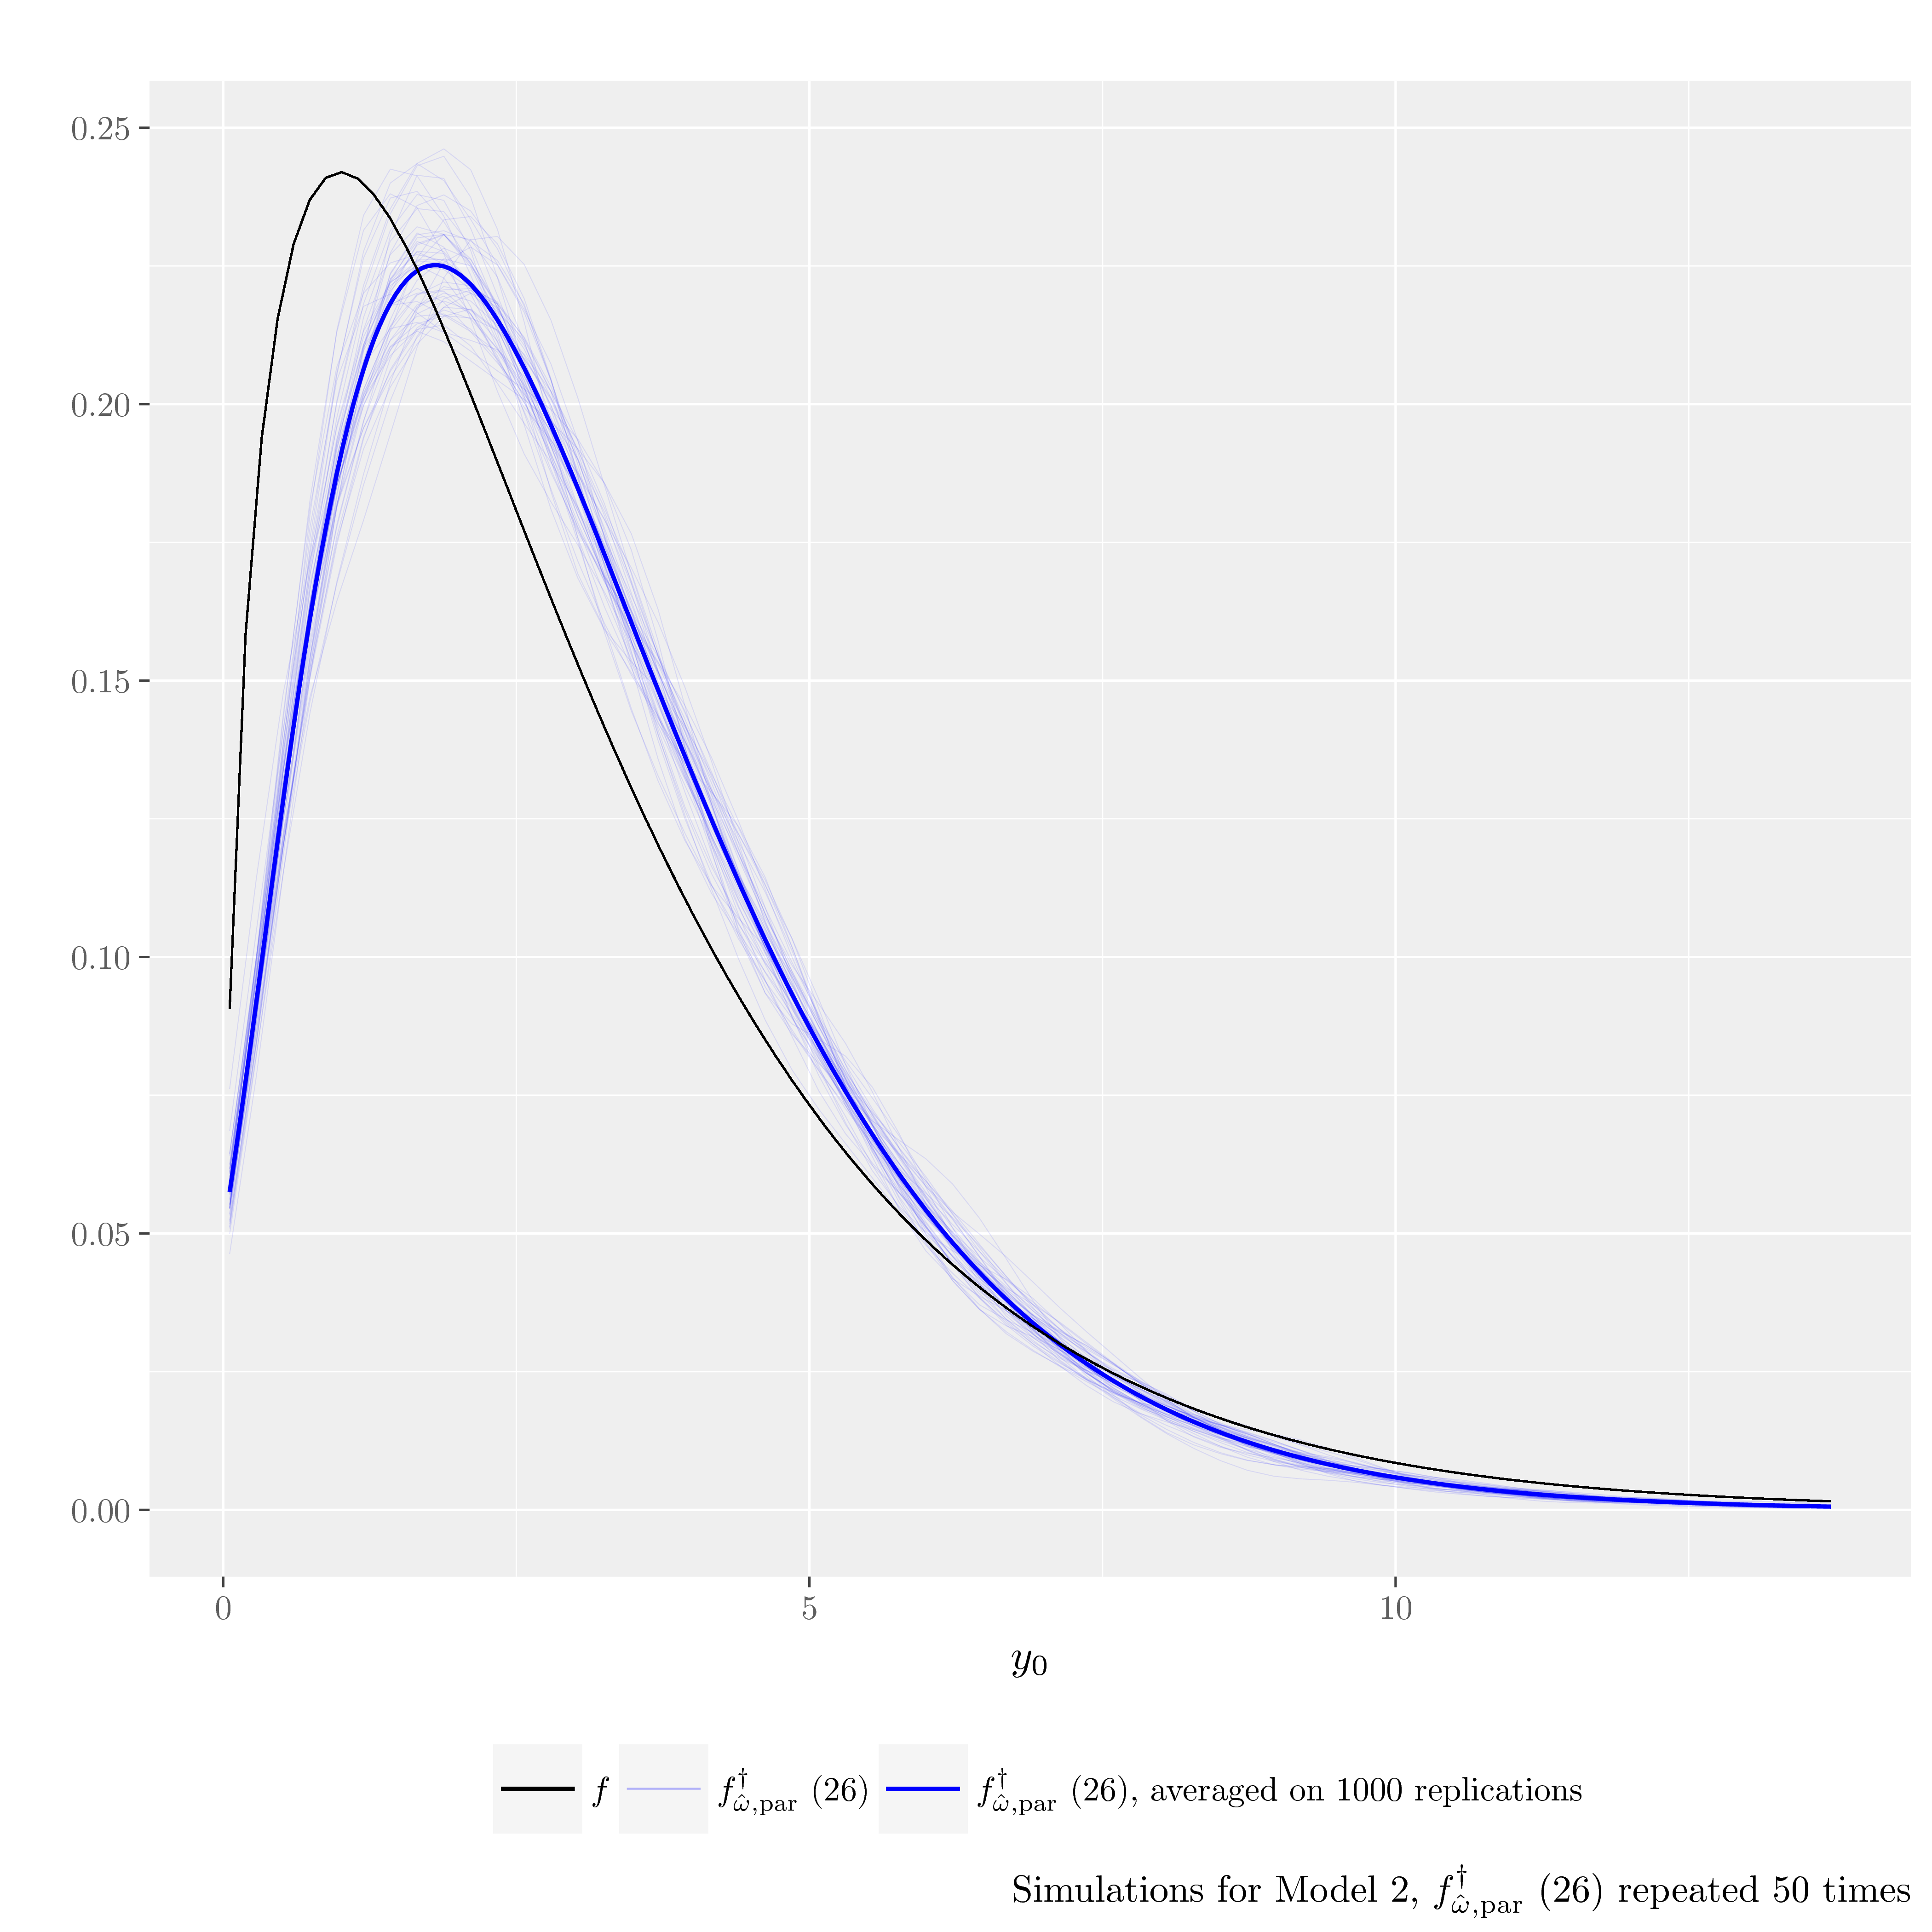 0.25
0.20
0.15
0.10
0.05
0.00
0 5 10
y₀
f f†ω̂,par (26) f†ω̂,par (26), averaged on 1000 replications
Simulations for Model 2, f†ω̂,par (26) repeated 50 times